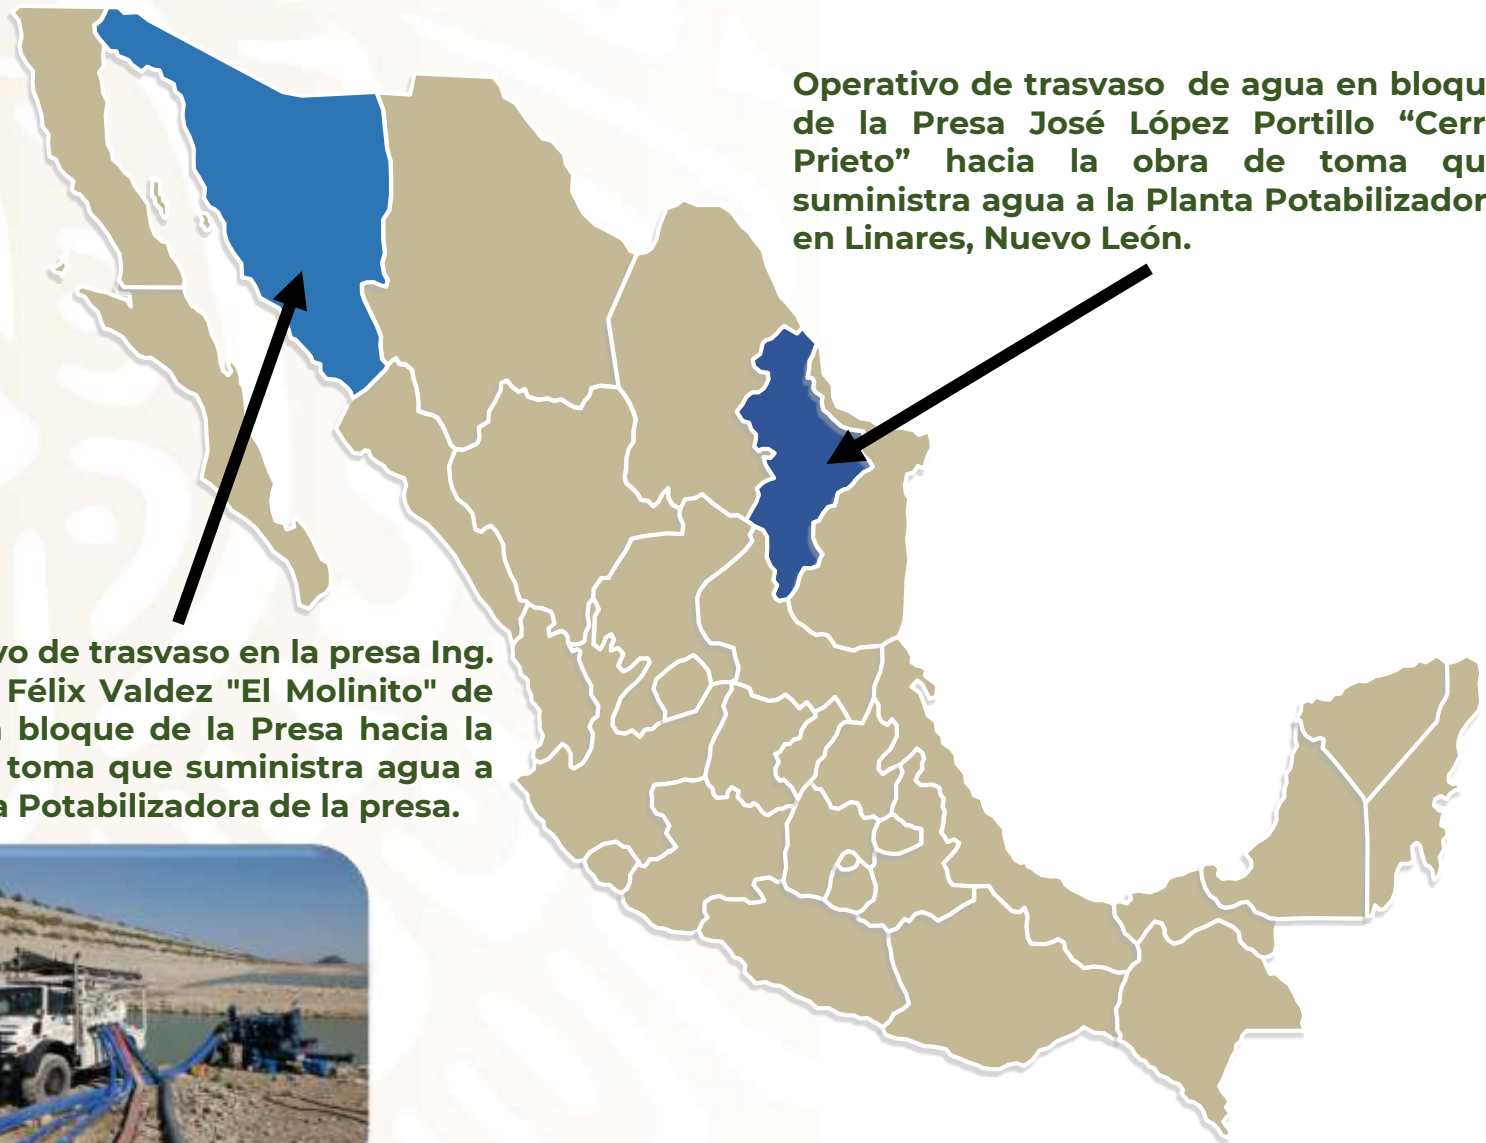 Operativo de trasvaso de agua en bloqu
de la Presa José López Portillo “Cerr
Prieto” hacia la obra de toma qu
suministra agua a la Planta Potabilizador
en Linares, Nuevo León.
vo de trasvaso en la presa Ing.
Félix Valdez "El Molinito" de
bloque de la Presa hacia la
toma que suministra agua a
a Potabilizadora de la presa.